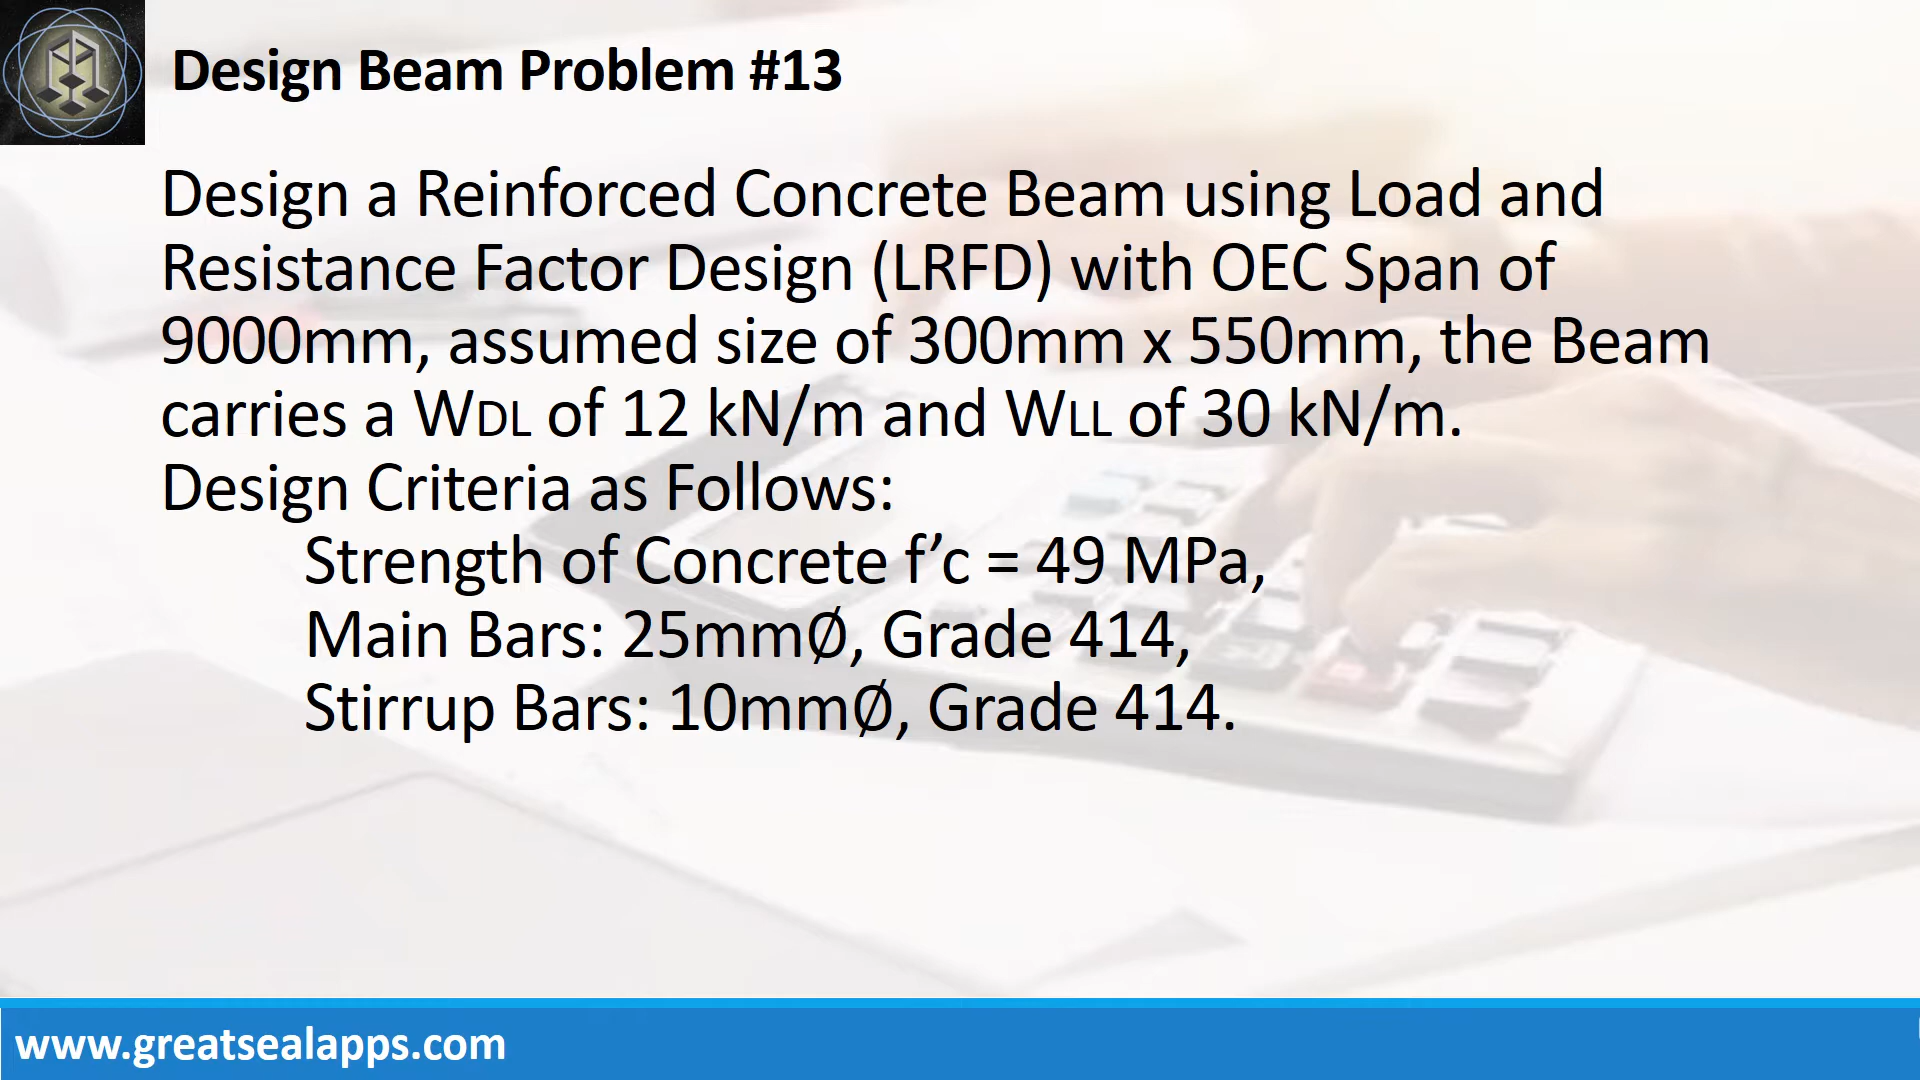 Design Beam Problem #13
Design a Reinforced Concrete Beam using Load and
Resistance Factor Design (LRFD) with OEC Span of
9000mm, assumed size of 300mm x 550mm, the Beam
carries a WDL of 12 kN/m and WLL of 30 kN/m.
Design Criteria as Follows:
Strength of Concrete f’c = 49 MPa,
Main Bars: 25mmØ, Grade 414,
Stirrup Bars: 10mmØ, Grade 414.
www.greatsealapps.com